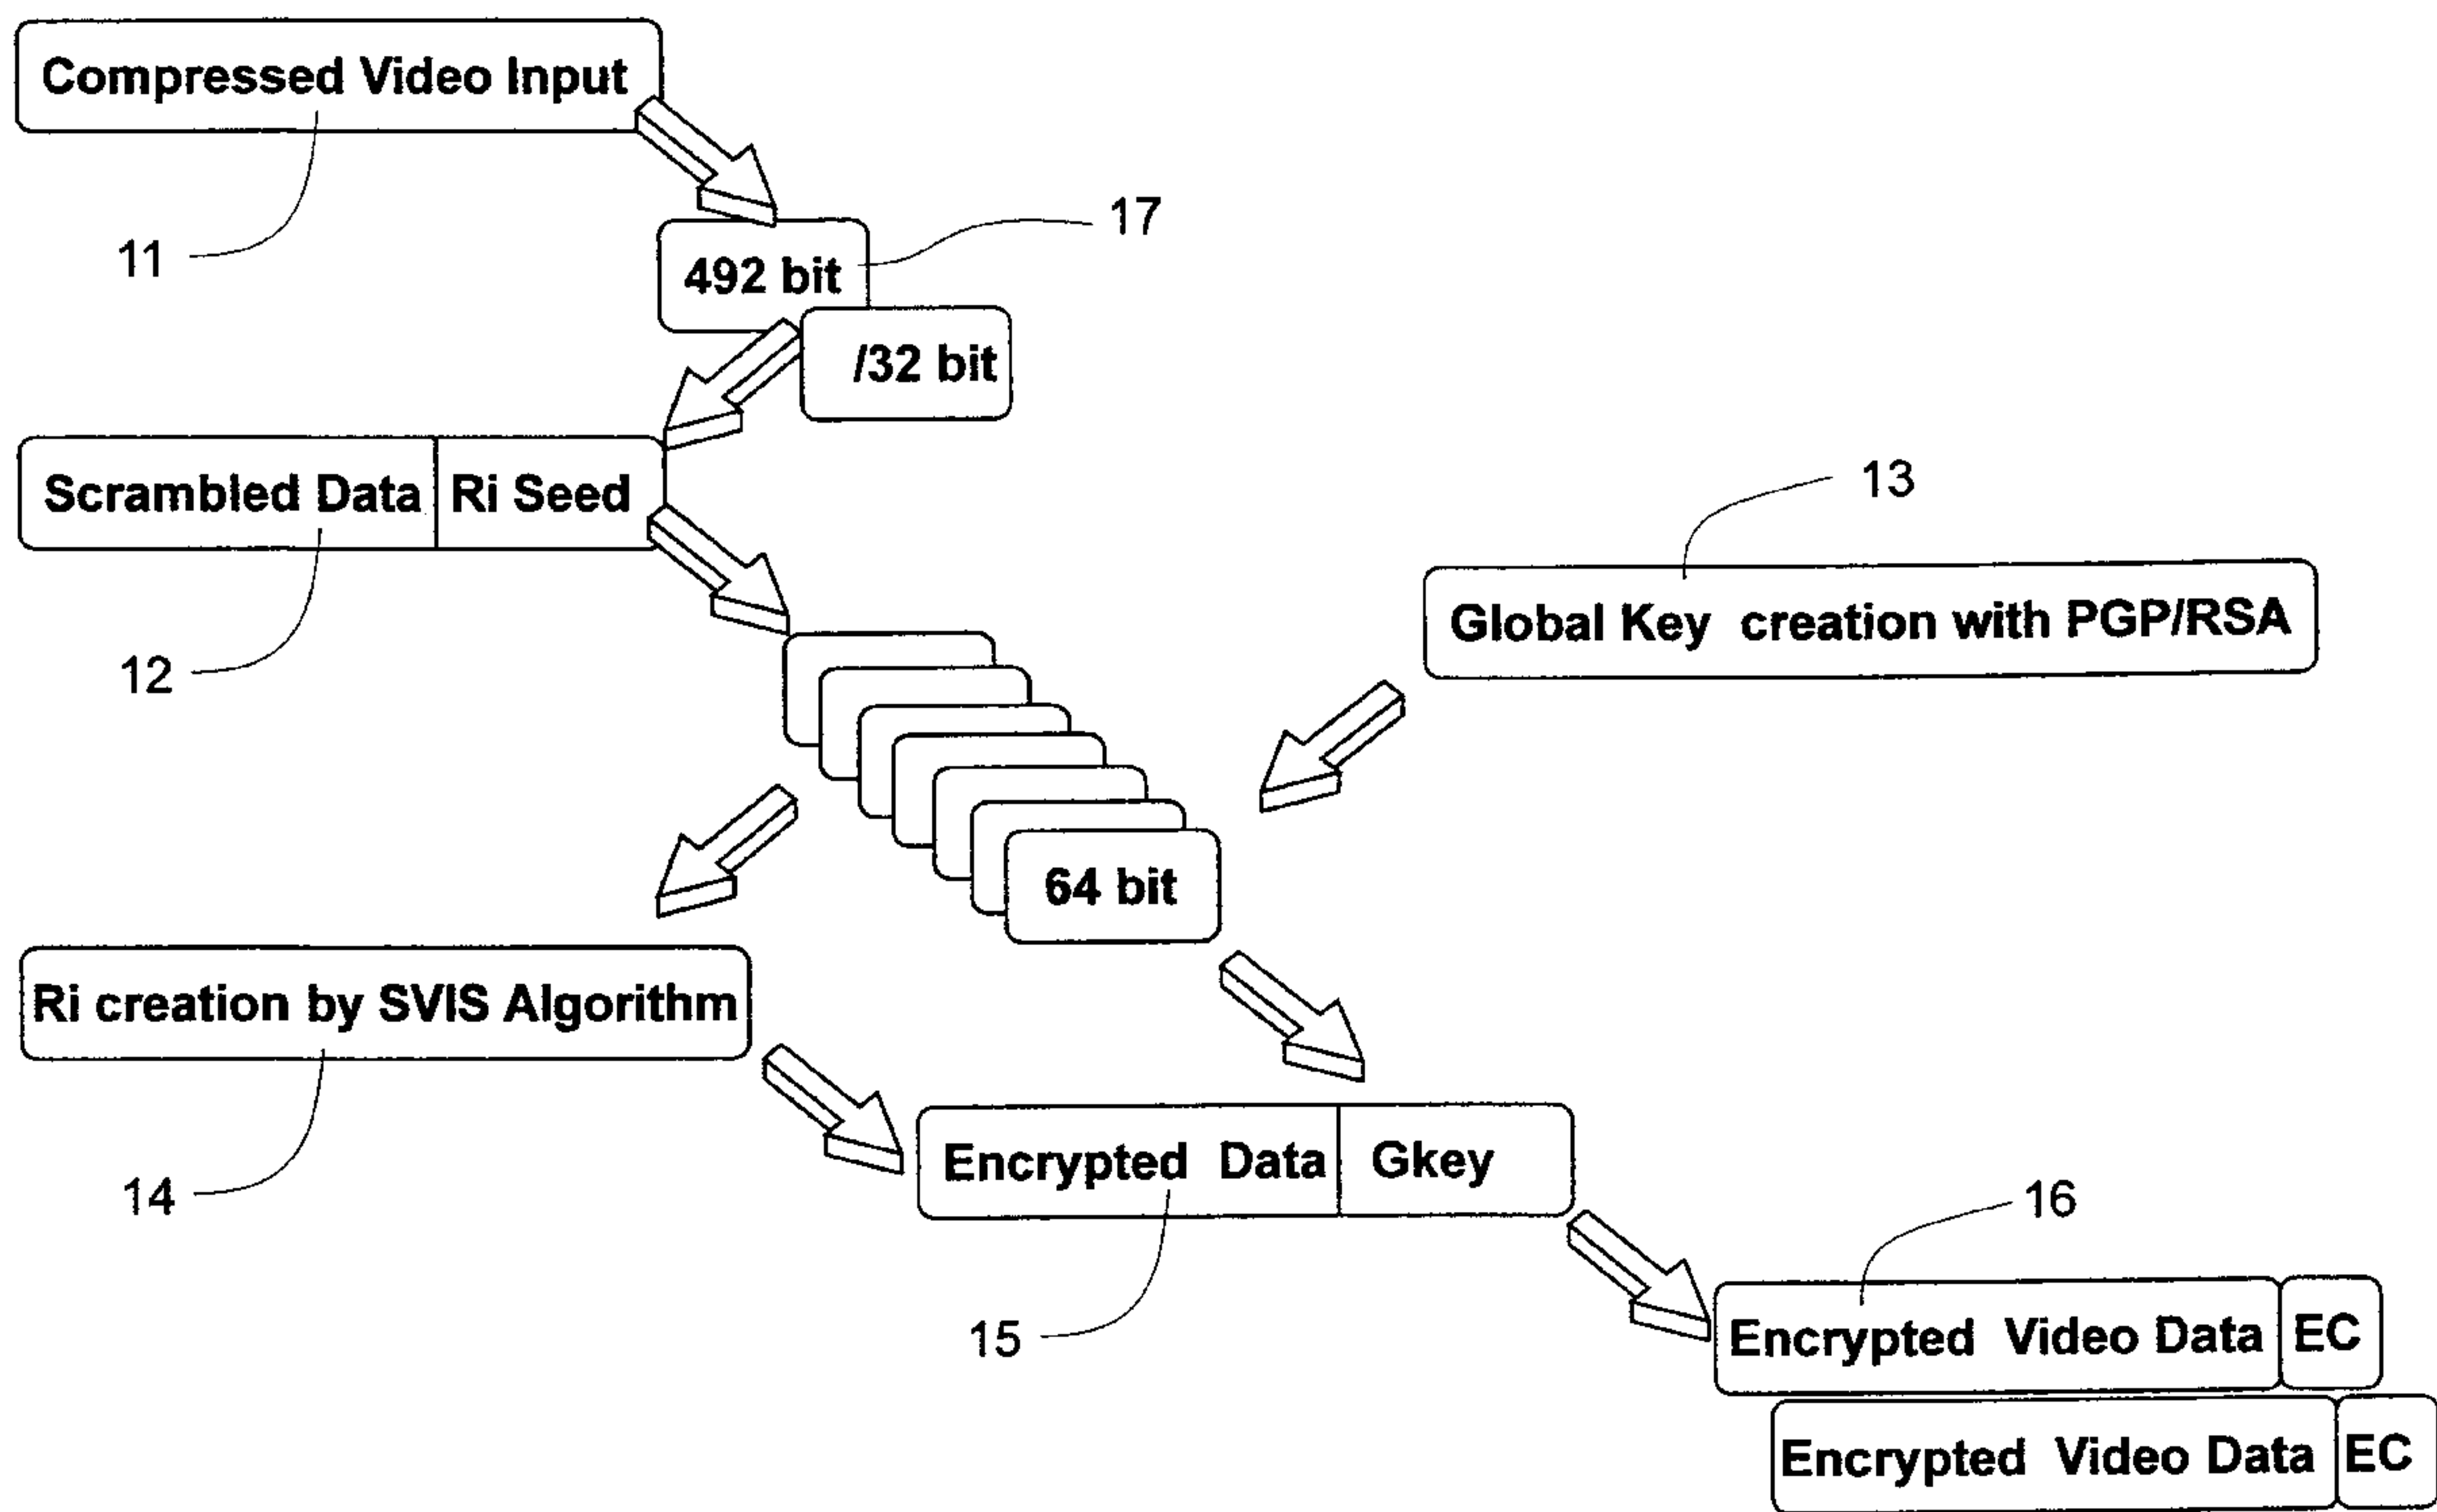 Compressed Video Input
11
17
492 bit
/32 bit
Scrambled Data Ri Seed
12
13
Global Key creation with PGP/RSA
64 bit
Ri creation by SVIS Algorithm
14
Encrypted Data Gkey
15
16
Encrypted Video Data EC
Encrypted Video Data EC